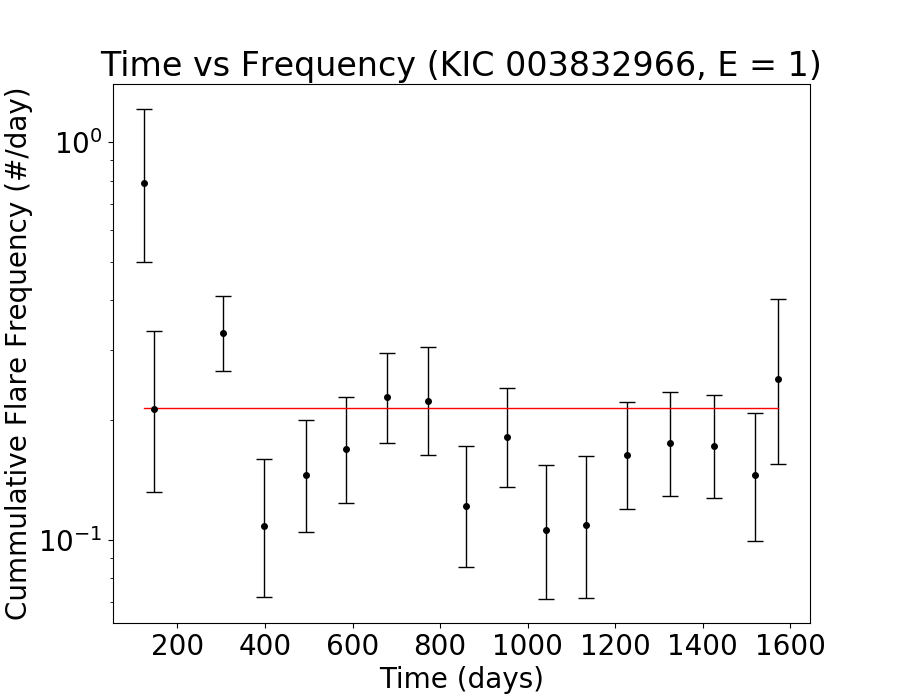 Time vs Frequency (KIC 003832966, E = 1)
Cummulative Flare Frequency (#/day)
10⁰
10⁻¹
200 400 600 800 1000 1200 1400 1600
Time (days)